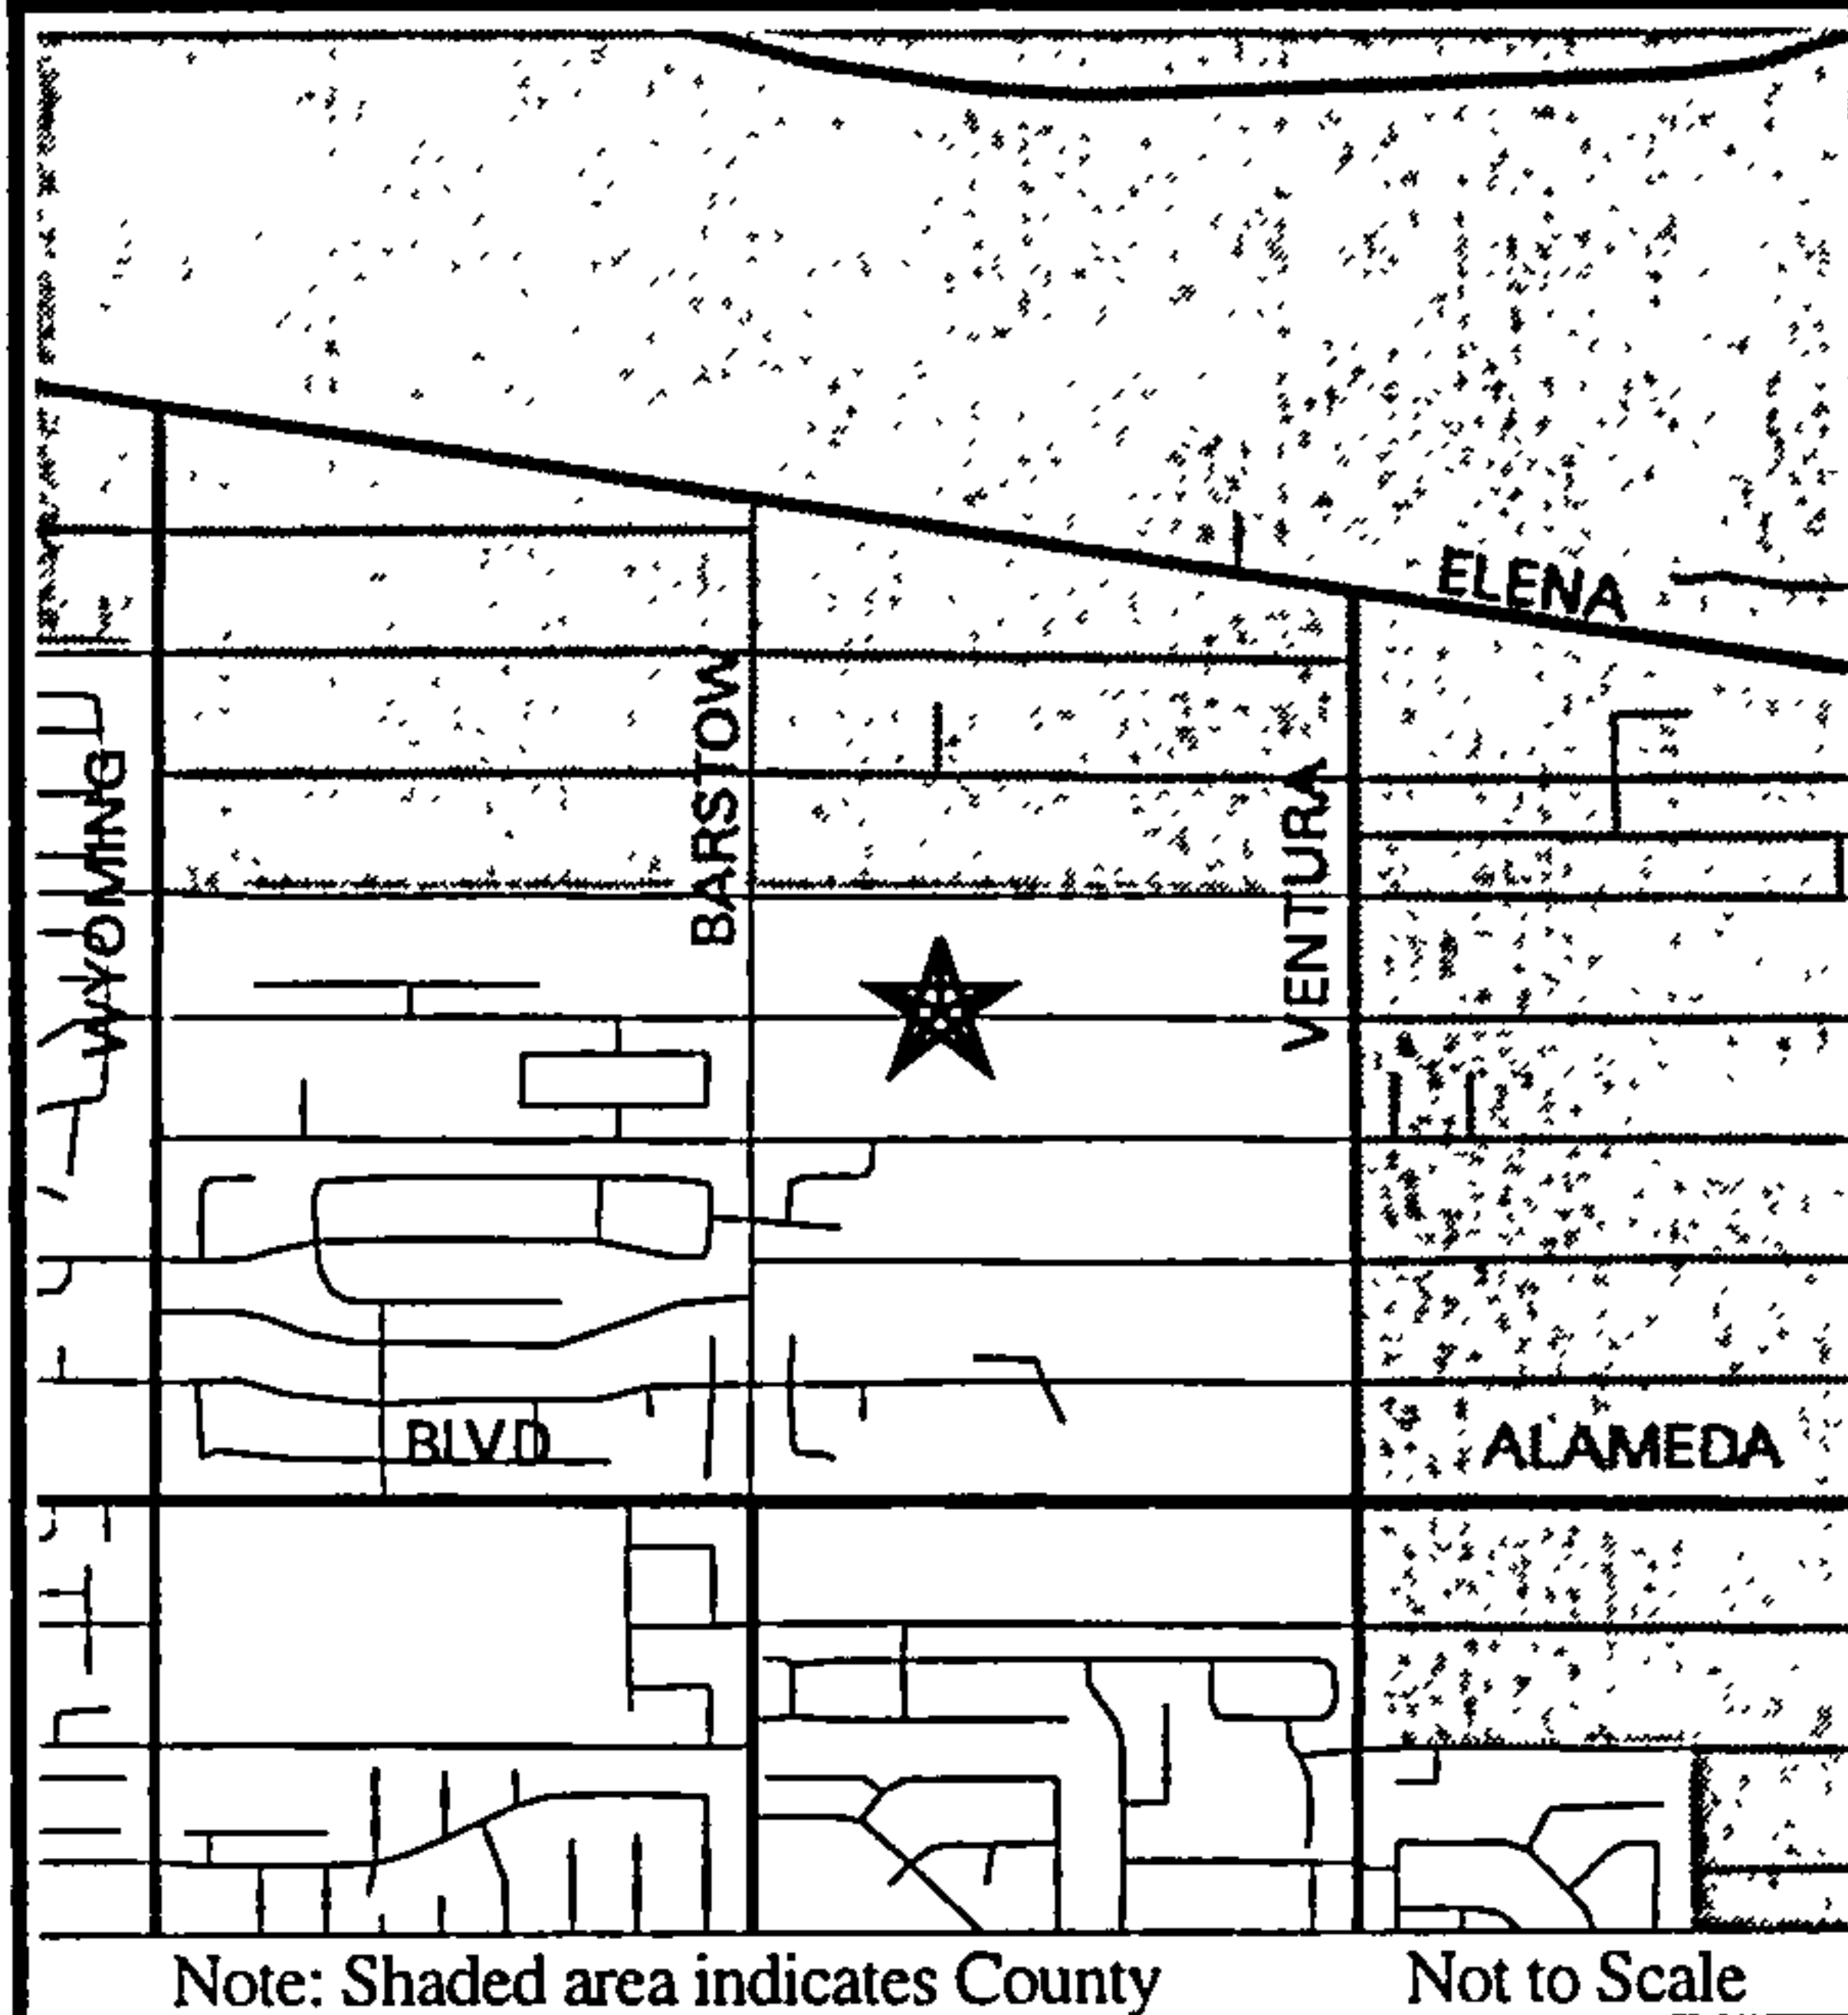 ELENA
WYOMING
BARSTOW
VENTURA
BLVD
ALAMEDA
Note: Shaded area indicates County
Not to Scale